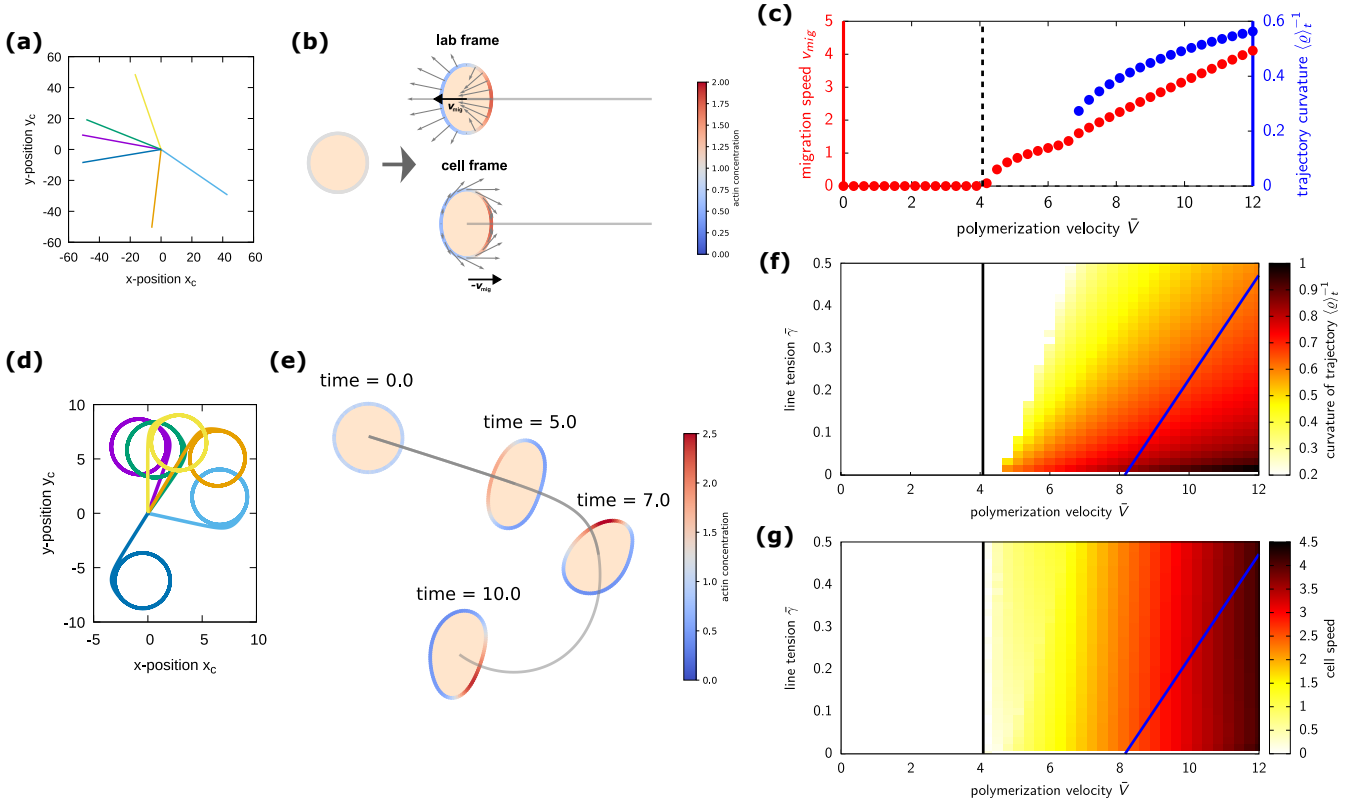 (a)
60
40
20
0
-20
-40
-60
-60 -40 -20 0 20 40 60
y-position y_c
x-position x_c
(b)
lab frame
v_mig
cell frame
-v_mig
2.00
1.75
1.50
1.25
1.00
0.75
0.50
0.25
0.00
actin concentration
(c)
5
4
3
2
1
0
migration speed v_mig
0 2 4 6 8 10 12
polymerization velocity V̄
0.6
0.4
0.2
0
trajectory curvature ⟨ϱ⟩_t^-1
(d)
10
5
0
-5
-10
-5 0 5 10
y-position y_c
x-position x_c
(e)
time = 0.0
time = 5.0
time = 7.0
time = 10.0
2.5
2.0
1.5
1.0
0.5
0.0
actin concentration
(f)
0.5
0.4
0.3
0.2
0.1
0
line tension γ̄
0 2 4 6 8 10 12
polymerization velocity V̄
1
0.9
0.8
0.7
0.6
0.5
0.4
0.3
0.2
curvature of trajectory ⟨ϱ⟩_t^-1
(g)
0.5
0.4
0.3
0.2
0.1
0
line tension γ̄
0 2 4 6 8 10 12
polymerization velocity V̄
4.5
4
3.5
3
2.5
2
1.5
1
0.5
0
cell speed